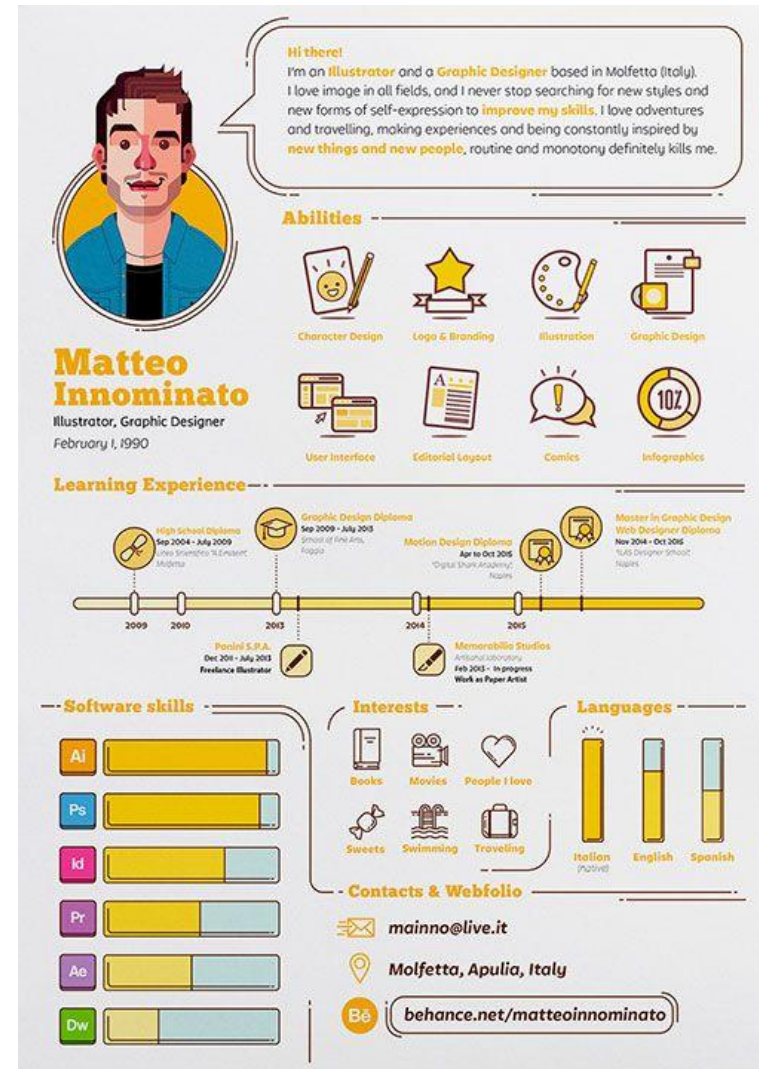 Hi there!
I'm an Illustrator and a Graphic Designer based in Molfetta (Italy).
I love image in all fields, and I never stop searching for new styles and
new forms of self-expression to improve my skills. I love adventures
and travelling, making experiences and being constantly inspired by
new things and new people, routine and monotony definitely kills me.
Matteo
Innominato
Illustrator, Graphic Designer
February 1, 1990
Abilities
Character Design
Logo & Branding
Illustration
Graphic Design
A
10%
User Interface
Editorial Layout
Comics
Infographics
Learning Experience
High School Diploma
Sep 2004 - July 2009
Molfetta
Graphic Design Diploma
Sep 2009 - July 2013
School of Fine Arts,
Foggia
Motion Design Diploma
Apr to Oct 2015
"Digital Shark Academy",
Naples
Master in Graphic Design
Web Designer Diploma
Nov 2014 - Oct 2015
"ILAS Designer School",
Naples
2009
2010
2013
2014
2015
Panini S.P.A.
Dec 2011 - July 2013
Freelance Illustrator
Memorabilia Studios
Artisanal laboratory
Feb 2013 - In progress
Work as Paper Artist
Software skills
Ai
Ps
Id
Pr
Ae
Dw
Interests
Books
Movies
People I love
Sweets
Swimming
Traveling
Languages
Italian
(native)
English
Spanish
Contacts & Webfolio
mainno@live.it
Molfetta, Apulia, Italy
Bē
behance.net/matteoinnominato